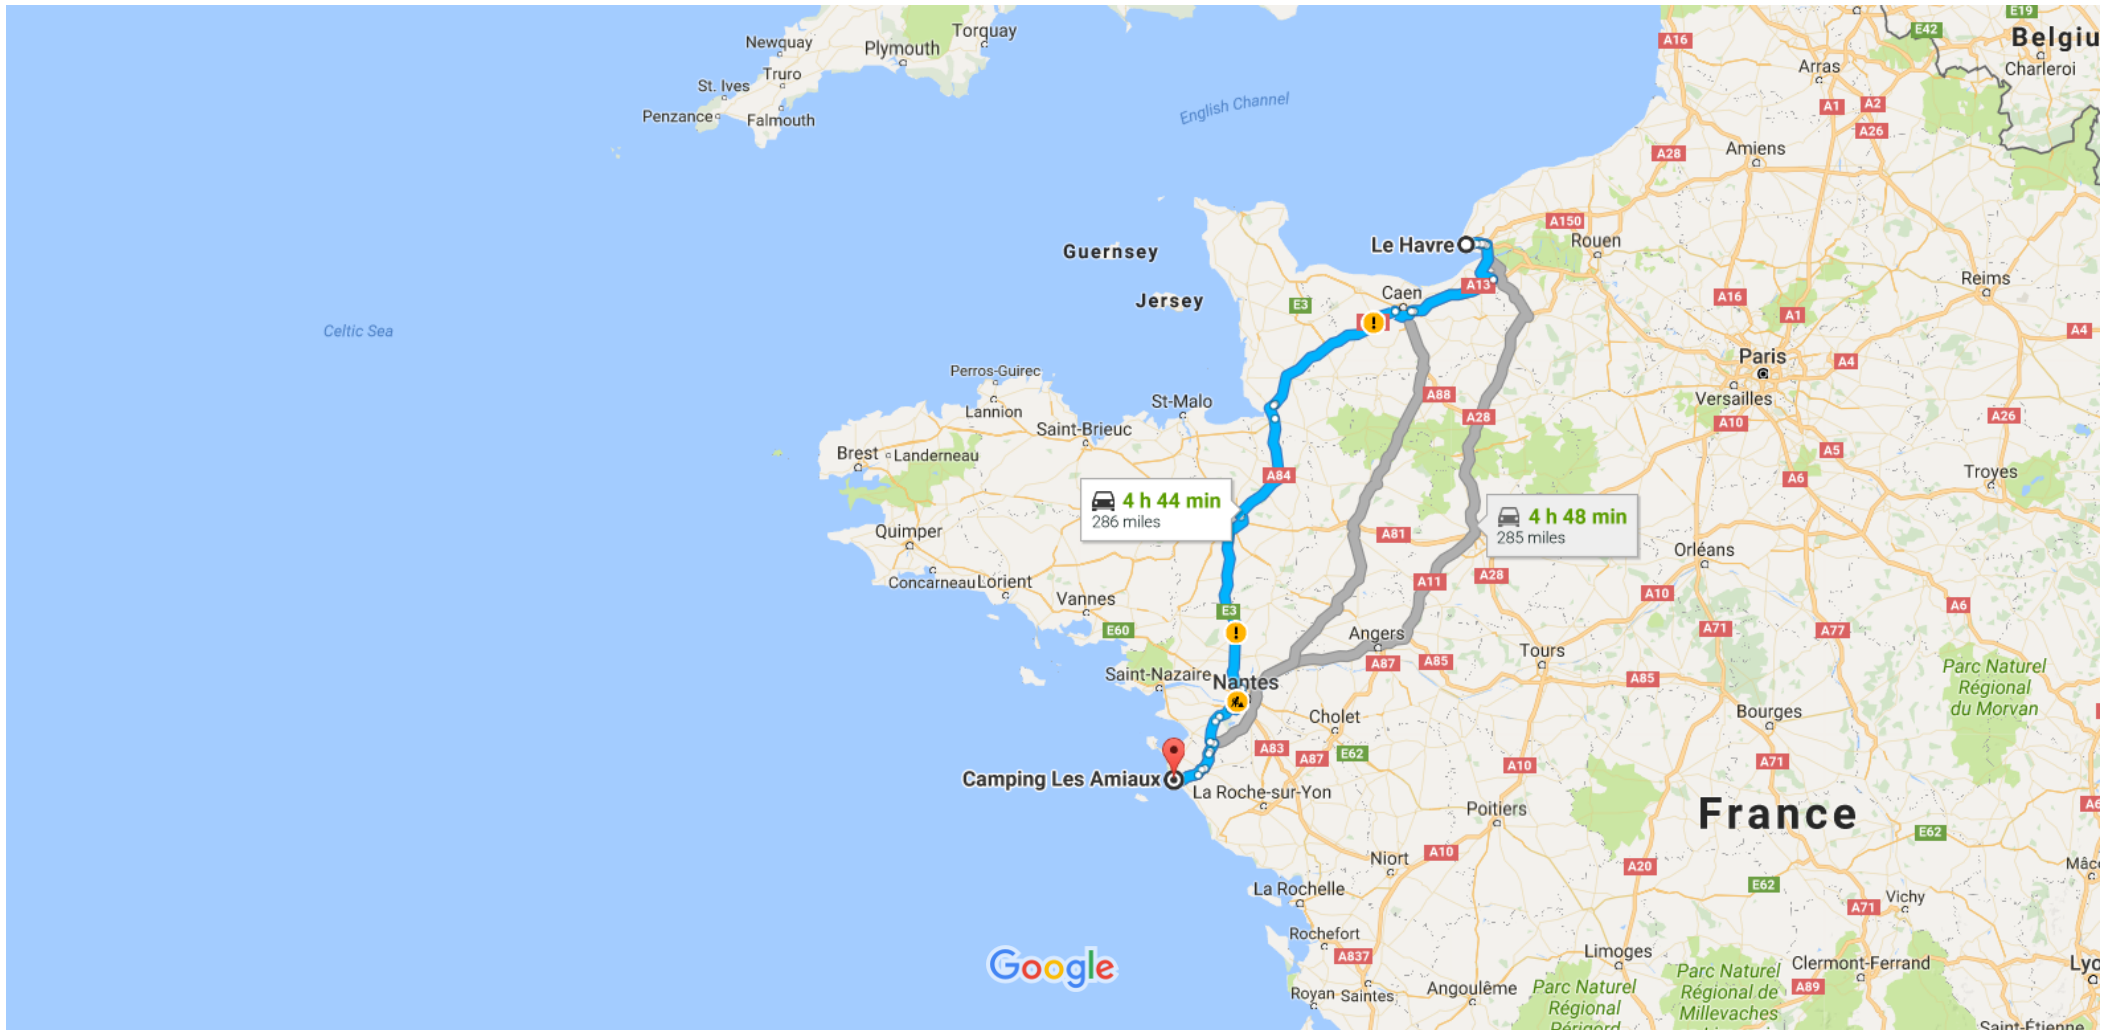 E19
E42
Belgiu
Charleroi
Torquay
Newquay
Plymouth
Truro
St. Ives
Penzance
Falmouth
English Channel
A16
Arras
A1
A2
A26
A28
Amiens
A150
Rouen
Le Havre
Guernsey
Jersey
Reims
A16
A1
A4
Caen
A13
E3
Celtic Sea
Paris
A4
Versailles
Perros-Guirec
Lannion
St-Malo
Saint-Brieuc
A88
A28
A10
A26
A5
Brest
Landerneau
A84
A6
Troyes
4 h 44 min
286 miles
4 h 48 min
285 miles
Quimper
A81
Orléans
Concarneau
Lorient
A11
A28
A10
A6
Vannes
E3
E60
Angers
A71
A77
A87
A85
Tours
Saint-Nazaire
Nantes
A85
Parc Naturel
Régional
du Morvan
Cholet
Bourges
A83
A87
E62
A10
A71
Camping Les Amiaux
La Roche-sur-Yon
Poitiers
France
E62
A6
Mâc
Niort
A10
A20
E62
La Rochelle
Vichy
A71
Rochefort
A837
Limoges
Clermont-Ferrand
Lyo
Google
Royan
Saintes
Angoulême
Parc Naturel
Régional
Périgord
Parc Naturel
Régional de
Millevaches
A89
Saint-Étienne